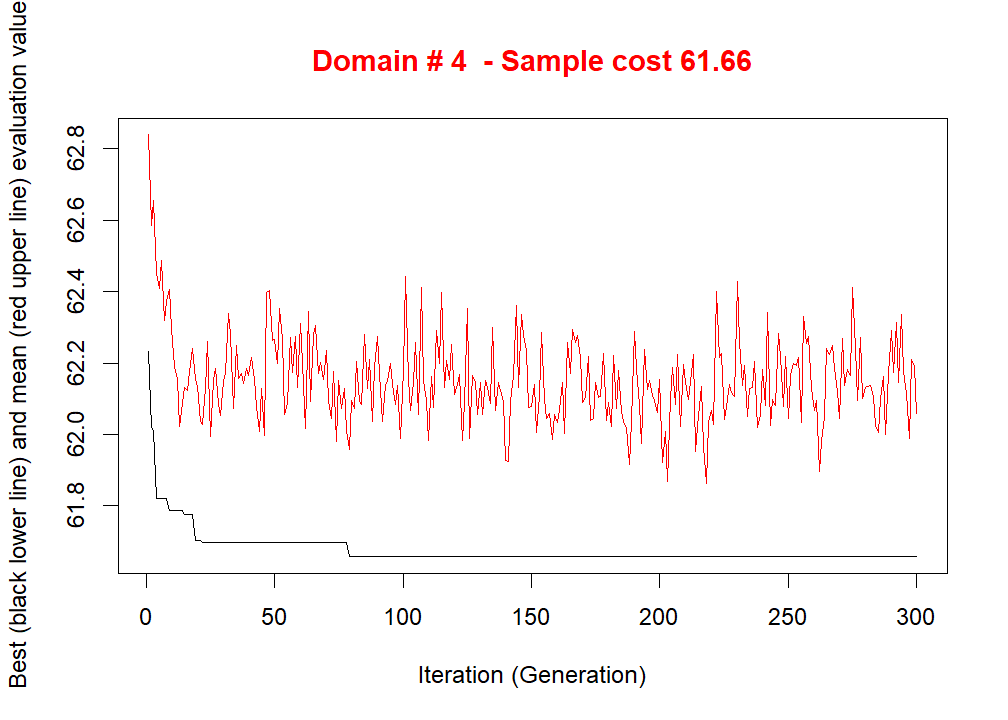 Domain # 4  - Sample cost 61.66
Best (black lower line) and mean (red upper line) evaluation value
62.8
62.6
62.4
62.2
62.0
61.8
0 50 100 150 200 250 300
Iteration (Generation)